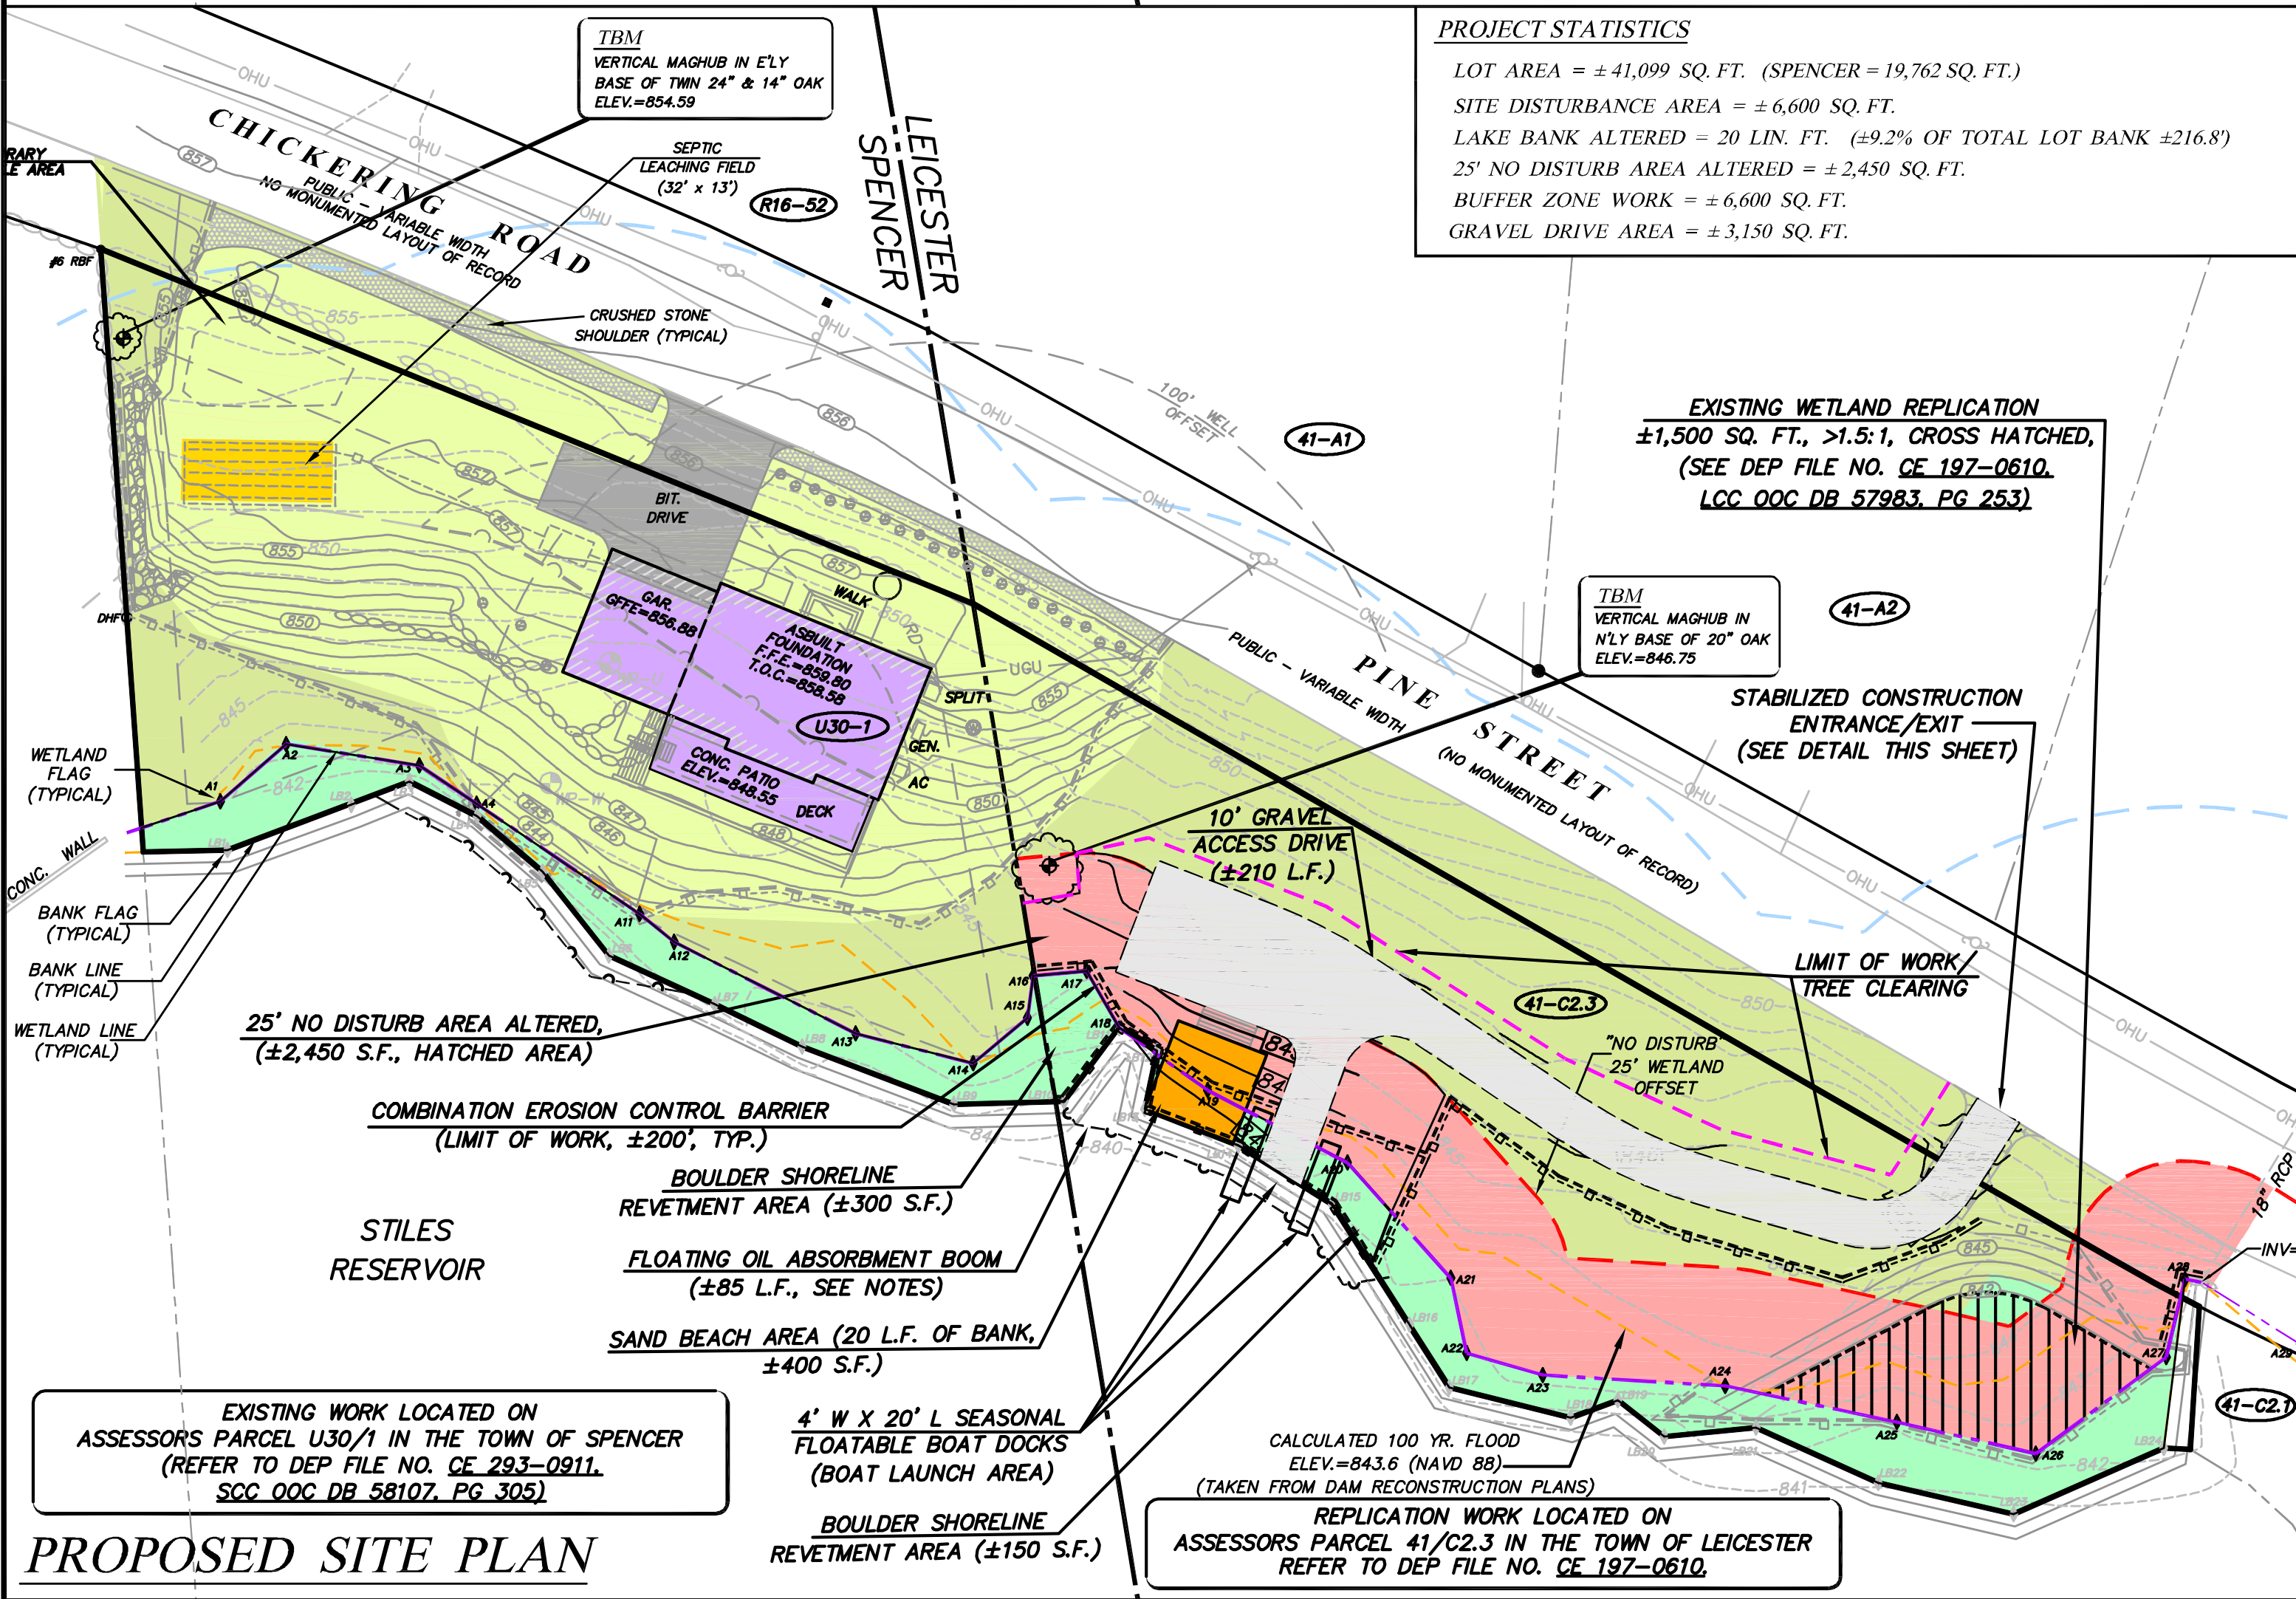 PROJECT STATISTICS
LOT AREA = ± 41,099 SQ. FT. (SPENCER = 19,762 SQ. FT.)
SITE DISTURBANCE AREA = ± 6,600 SQ. FT.
LAKE BANK ALTERED = 20 LIN. FT. (±9.2% OF TOTAL LOT BANK ±216.8')
25' NO DISTURB AREA ALTERED = ± 2,450 SQ. FT.
BUFFER ZONE WORK = ± 6,600 SQ. FT.
GRAVEL DRIVE AREA = ± 3,150 SQ. FT.
TBM
VERTICAL MAGHUB IN E'LY
BASE OF TWIN 24" & 14" OAK
ELEV.=854.59
SEPTIC
LEACHING FIELD
(32' x 13')
R16-52
LEICESTER
SPENCER
CHICKERING ROAD
PUBLIC - VARIABLE WIDTH
NO MONUMENTED LAYOUT OF RECORD
#6 RBF
CRUSHED STONE
SHOULDER (TYPICAL)
100' WELL
OFFSET
41-A1
EXISTING WETLAND REPLICATION
±1,500 SQ. FT., >1.5:1, CROSS HATCHED,
(SEE DEP FILE NO. CE 197-0610,
LCC OOC DB 57983, PG 253)
BIT.
DRIVE
TBM
VERTICAL MAGHUB IN
N'LY BASE OF 20" OAK
ELEV.=846.75
41-A2
GAR.
GFFE=856.88
ASBUILT
FOUNDATION
F.F.E.=859.80
T.O.C.=858.58
U30-1
WALK
UGU
SPLIT
GEN.
AC
CONC. PATIO
ELEV.=848.55
DECK
PINE STREET
PUBLIC - VARIABLE WIDTH
(NO MONUMENTED LAYOUT OF RECORD)
STABILIZED CONSTRUCTION
ENTRANCE/EXIT
(SEE DETAIL THIS SHEET)
WETLAND
FLAG
(TYPICAL)
CONC. WALL
BANK FLAG
(TYPICAL)
BANK LINE
(TYPICAL)
WETLAND LINE
(TYPICAL)
10' GRAVEL
ACCESS DRIVE
(±210 L.F.)
LIMIT OF WORK/
TREE CLEARING
41-C2.3
"NO DISTURB"
25' WETLAND
OFFSET
25' NO DISTURB AREA ALTERED,
(±2,450 S.F., HATCHED AREA)
COMBINATION EROSION CONTROL BARRIER
(LIMIT OF WORK, ±200', TYP.)
BOULDER SHORELINE
REVETMENT AREA (±300 S.F.)
STILES
RESERVOIR
FLOATING OIL ABSORBMENT BOOM
(±85 L.F., SEE NOTES)
SAND BEACH AREA (20 L.F. OF BANK,
±400 S.F.)
4' W X 20' L SEASONAL
FLOATABLE BOAT DOCKS
(BOAT LAUNCH AREA)
BOULDER SHORELINE
REVETMENT AREA (±150 S.F.)
CALCULATED 100 YR. FLOOD
ELEV.=843.6 (NAVD 88)
(TAKEN FROM DAM RECONSTRUCTION PLANS)
18" RCP
INV=
41-C2.1
EXISTING WORK LOCATED ON
ASSESSORS PARCEL U30/1 IN THE TOWN OF SPENCER
(REFER TO DEP FILE NO. CE 293-0911,
SCC OOC DB 58107, PG 305)
REPLICATION WORK LOCATED ON
ASSESSORS PARCEL 41/C2.3 IN THE TOWN OF LEICESTER
REFER TO DEP FILE NO. CE 197-0610.
PROPOSED SITE PLAN